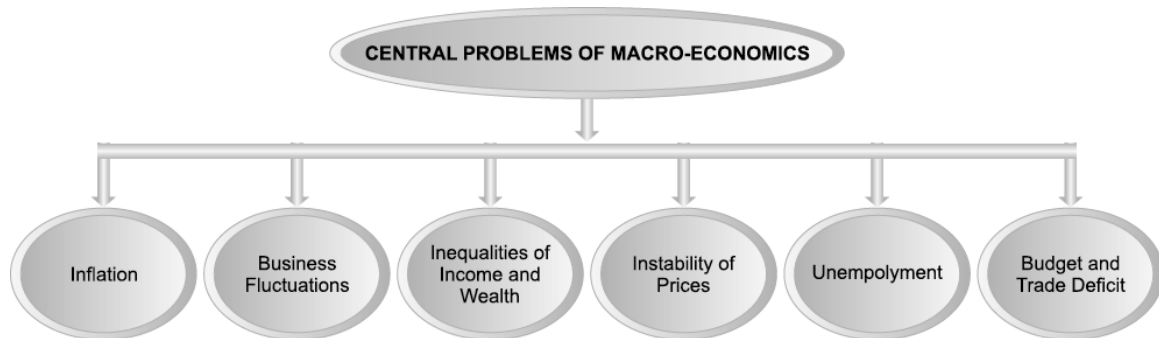 CENTRAL PROBLEMS OF MACRO-ECONOMICS
Inflation
Business
Fluctuations
Inequalities of
Income and
Wealth
Instability of
Prices
Unempolyment
Budget and
Trade Deficit